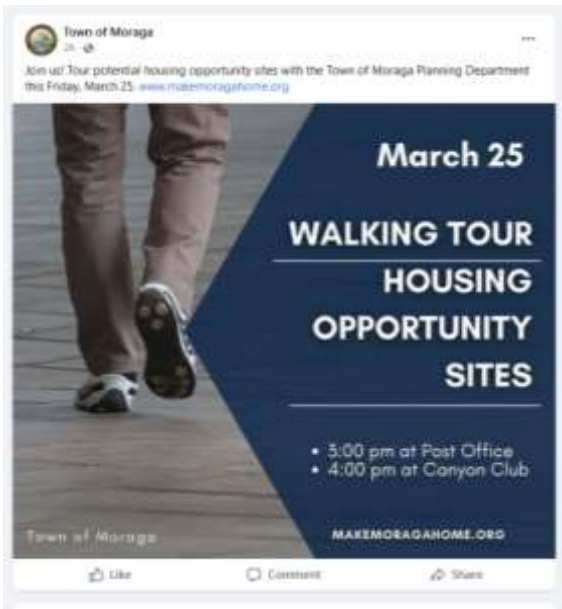 Town of Moraga
Join us! Tour potential housing opportunity sites with the Town of Moraga Planning Department
this Friday, March 25. www.makemoragahome.org
March 25
WALKING TOUR
HOUSING
OPPORTUNITY
SITES
• 3:00 pm at Post Office
• 4:00 pm at Canyon Club
Town of Moraga
MAKEMORAGAHOME.ORG
Like Comment Share